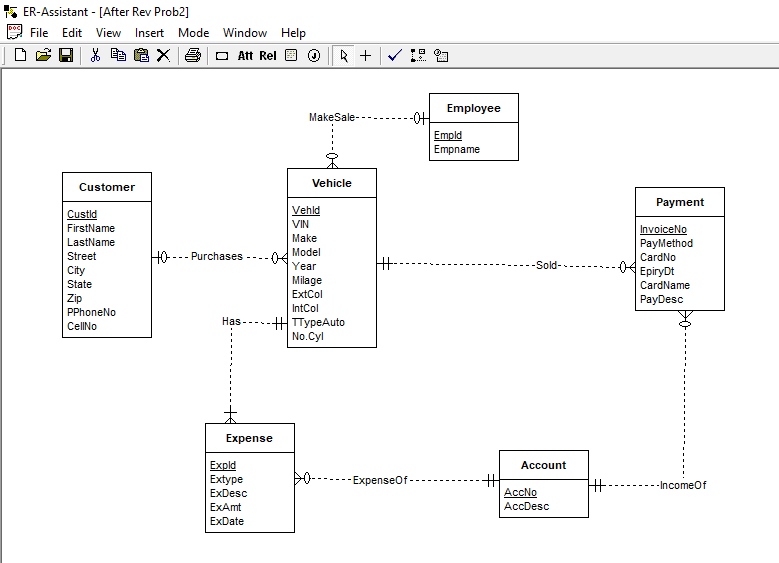 ER-Assistant - [After Rev Prob2]
File Edit View Insert Mode Window Help
Att Rel J
Employee
EmpId
Empname
MakeSale
Customer
CustId
FirstName
LastName
Street
City
State
Zip
PPhoneNo
CellNo
Purchases
Vehicle
VehId
VIN
Make
Model
Year
Milage
ExtCol
IntCol
TTypeAuto
No.Cyl
Sold
Payment
InvoiceNo
PayMethod
CardNo
EpiryDt
CardName
PayDesc
Has
Expense
ExpId
Extype
ExDesc
ExAmt
ExDate
ExpenseOf
Account
AccNo
AccDesc
IncomeOf